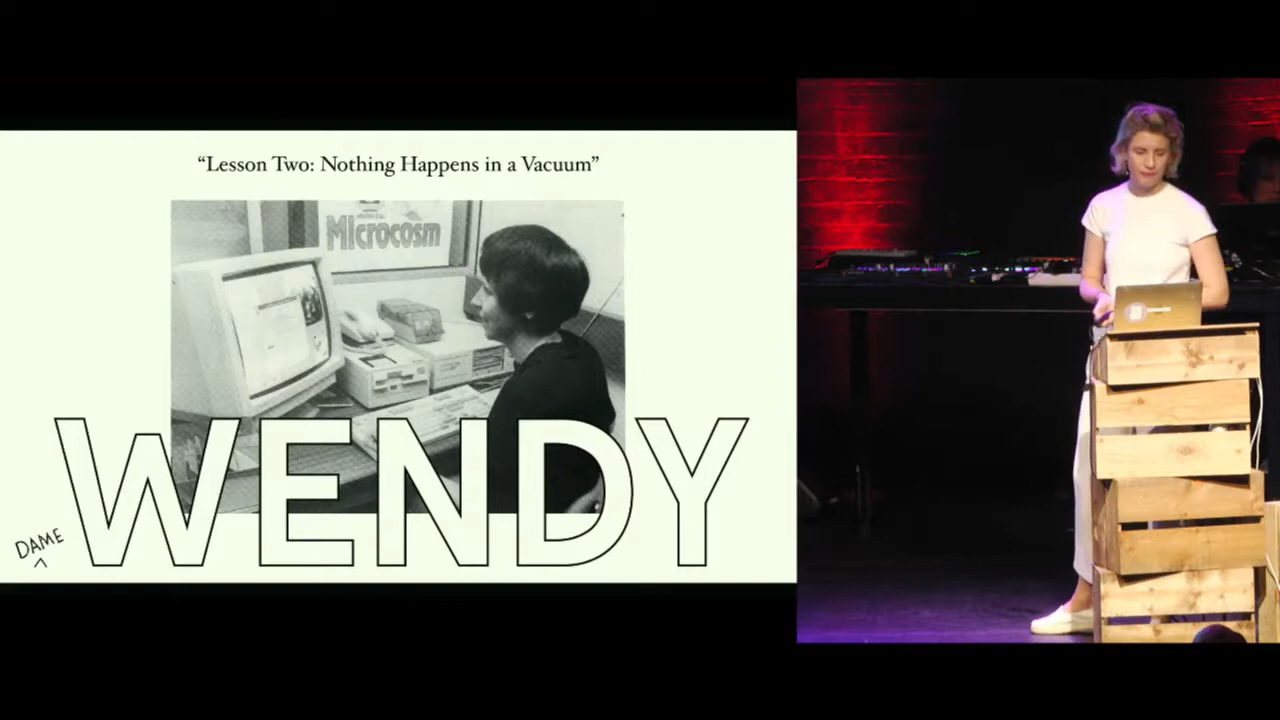 “Lesson Two: Nothing Happens in a Vacuum”
Microcosm
WENDY
DAME